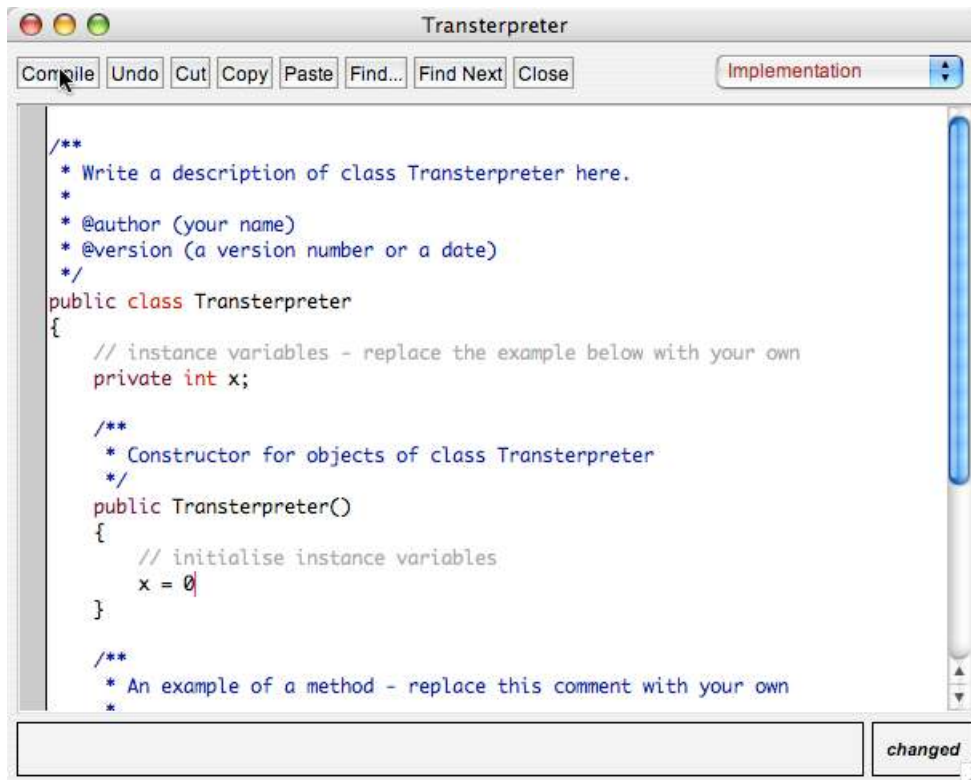 Transterpreter
Compile Undo Cut Copy Paste Find... Find Next Close Implementation
/**
 * Write a description of class Transterpreter here.
 *
 * @author (your name)
 * @version (a version number or a date)
 */
public class Transterpreter
{
    // instance variables - replace the example below with your own
    private int x;

    /**
     * Constructor for objects of class Transterpreter
     */
    public Transterpreter()
    {
        // initialise instance variables
        x = 0
    }

    /**
     * An example of a method - replace this comment with your own
     *
changed